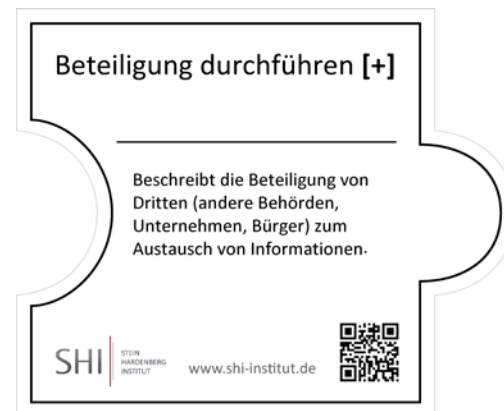 Beteiligung durchführen [+]
Beschreibt die Beteiligung von
Dritten (andere Behörden,
Unternehmen, Bürger) zum
Austausch von Informationen.
SHI
STEIN
HARDENBERG
INSTITUT
www.shi-institut.de